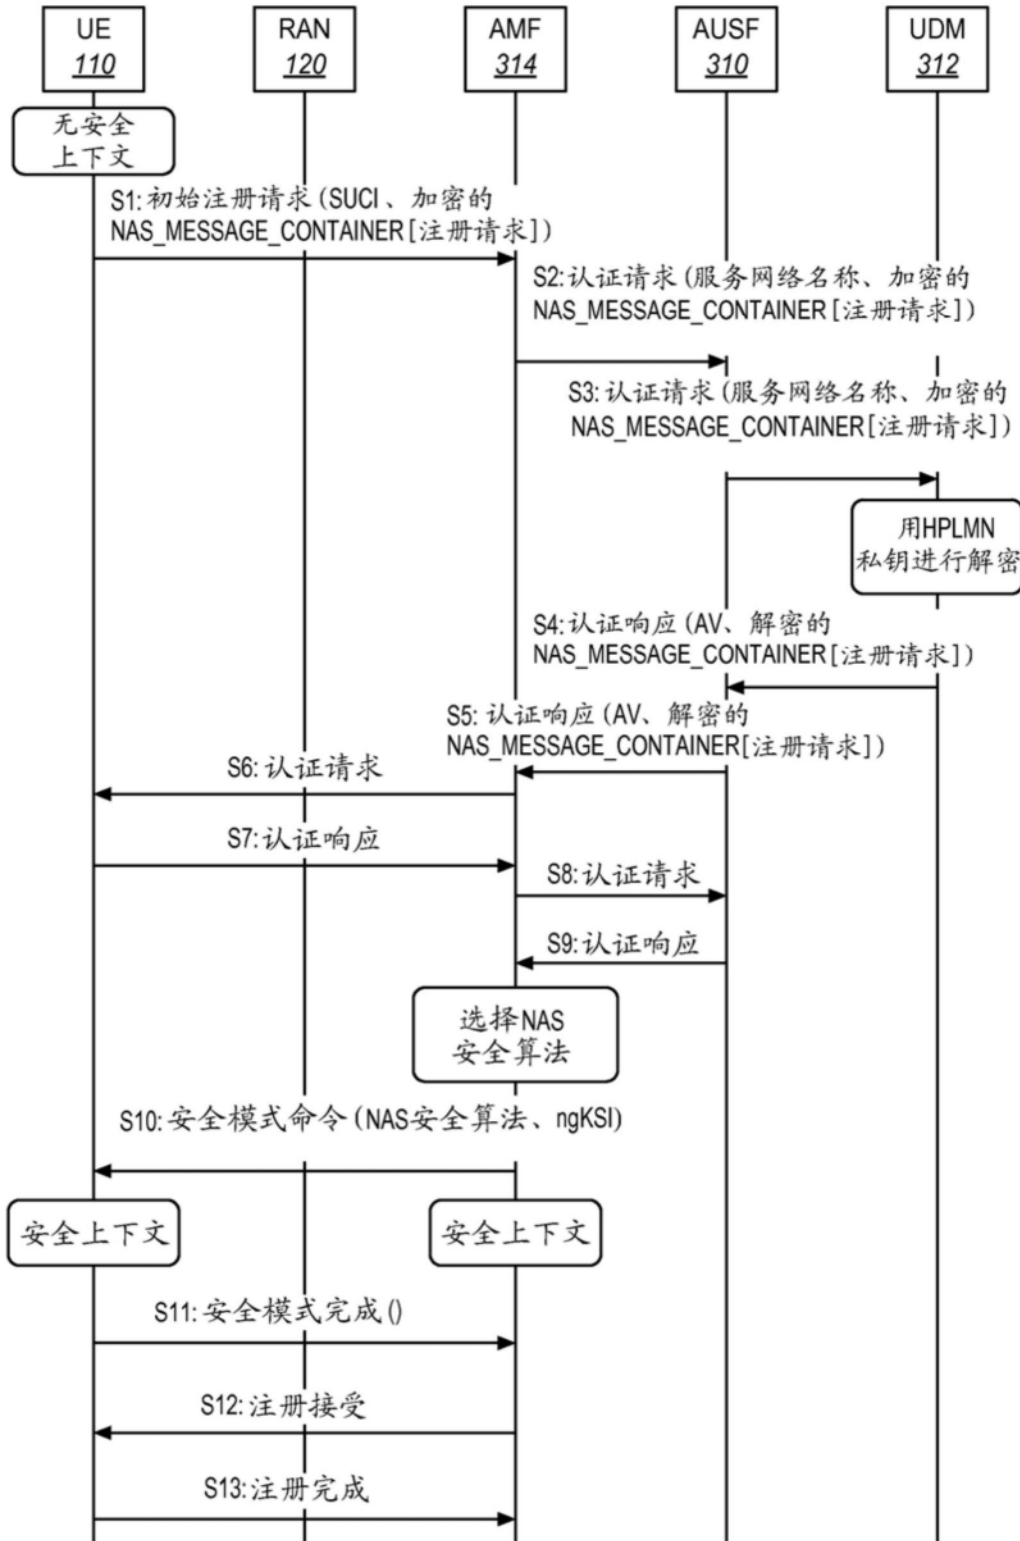 UE
110
RAN
120
AMF
314
AUSF
310
UDM
312
无安全
上下文
S1:初始注册请求(SUCI、加密的
NAS_MESSAGE_CONTAINER[注册请求])
S2:认证请求(服务网络名称、加密的
NAS_MESSAGE_CONTAINER[注册请求])
S3:认证请求(服务网络名称、加密的
NAS_MESSAGE_CONTAINER[注册请求])
用HPLMN
私钥进行解密
S4:认证响应(AV、解密的
NAS_MESSAGE_CONTAINER[注册请求])
S5:认证响应(AV、解密的
NAS_MESSAGE_CONTAINER[注册请求])
S6:认证请求
S7:认证响应
S8:认证请求
S9:认证响应
选择NAS
安全算法
S10:安全模式命令(NAS安全算法、ngKSI)
安全上下文
安全上下文
S11:安全模式完成()
S12:注册接受
S13:注册完成